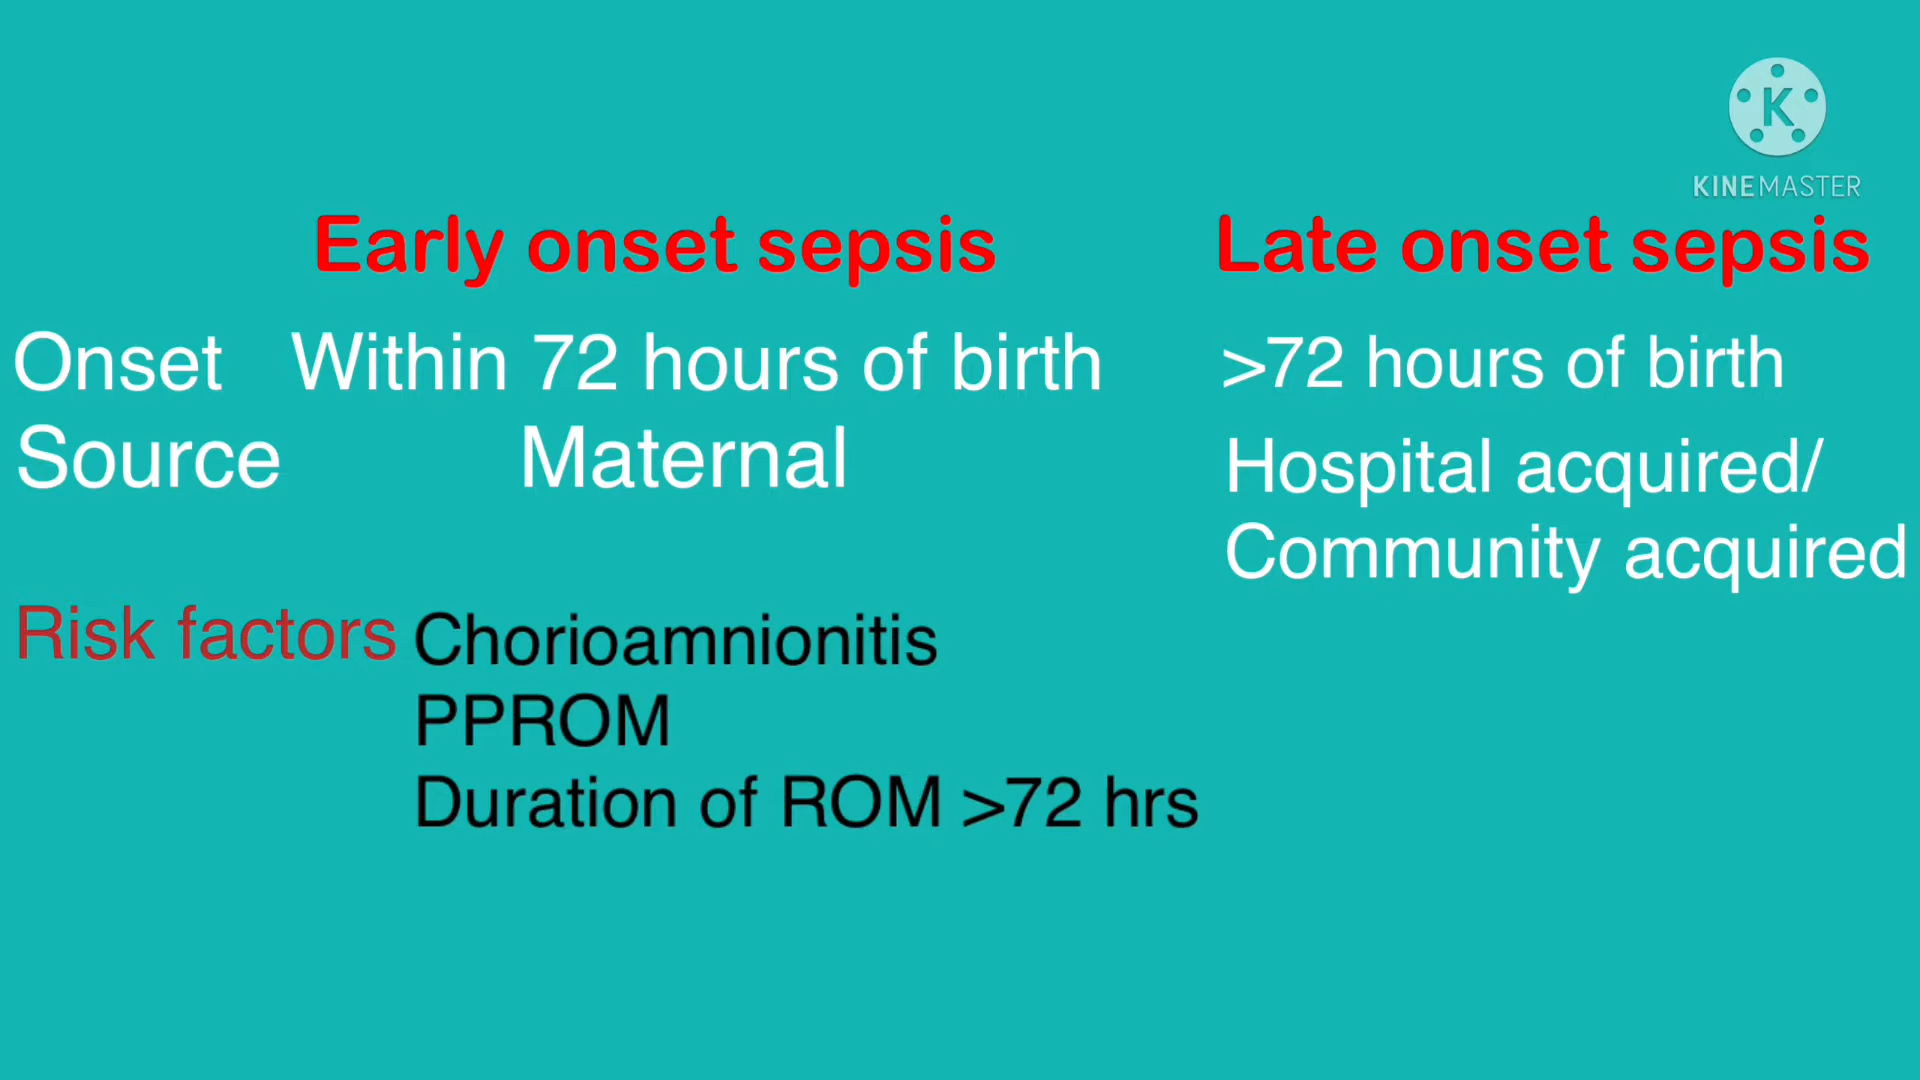 K
KINEMASTER
Early onset sepsis Late onset sepsis
Onset Within 72 hours of birth >72 hours of birth
Source Maternal Hospital acquired/
Community acquired
Risk factors Chorioamnionitis
PPROM
Duration of ROM >72 hrs